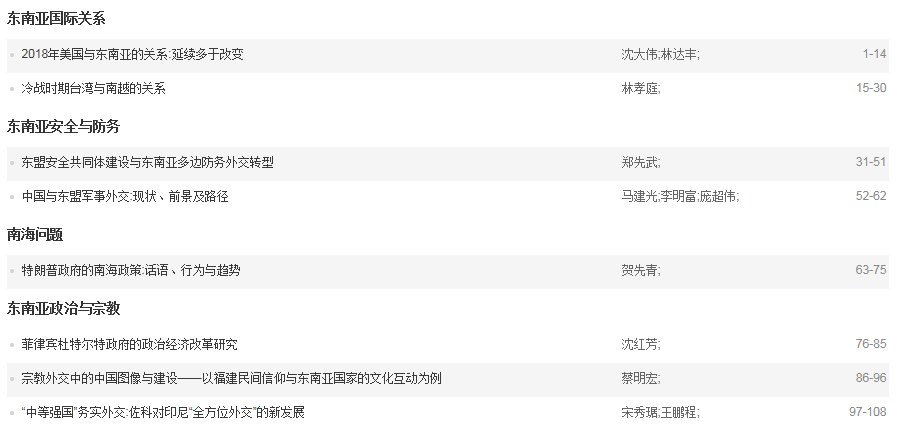 东南亚国际关系
2018年美国与东南亚的关系:延续多于改变 沈大伟;林达丰; 1-14
冷战时期台湾与南越的关系 林孝庭; 15-30
东南亚安全与防务
东盟安全共同体建设与东南亚多边防务外交转型 郑先武; 31-51
中国与东盟军事外交:现状、前景及路径 马建光;李明富;庞超伟; 52-62
南海问题
特朗普政府的南海政策:话语、行为与趋势 贺先青; 63-75
东南亚政治与宗教
菲律宾杜特尔特政府的政治经济改革研究 沈红芳; 76-85
宗教外交中的中国图像与建设——以福建民间信仰与东南亚国家的文化互动为例 蔡明宏; 86-96
“中等强国”务实外交:佐科对印尼“全方位外交”的新发展 宋秀琚;王鹏程; 97-108